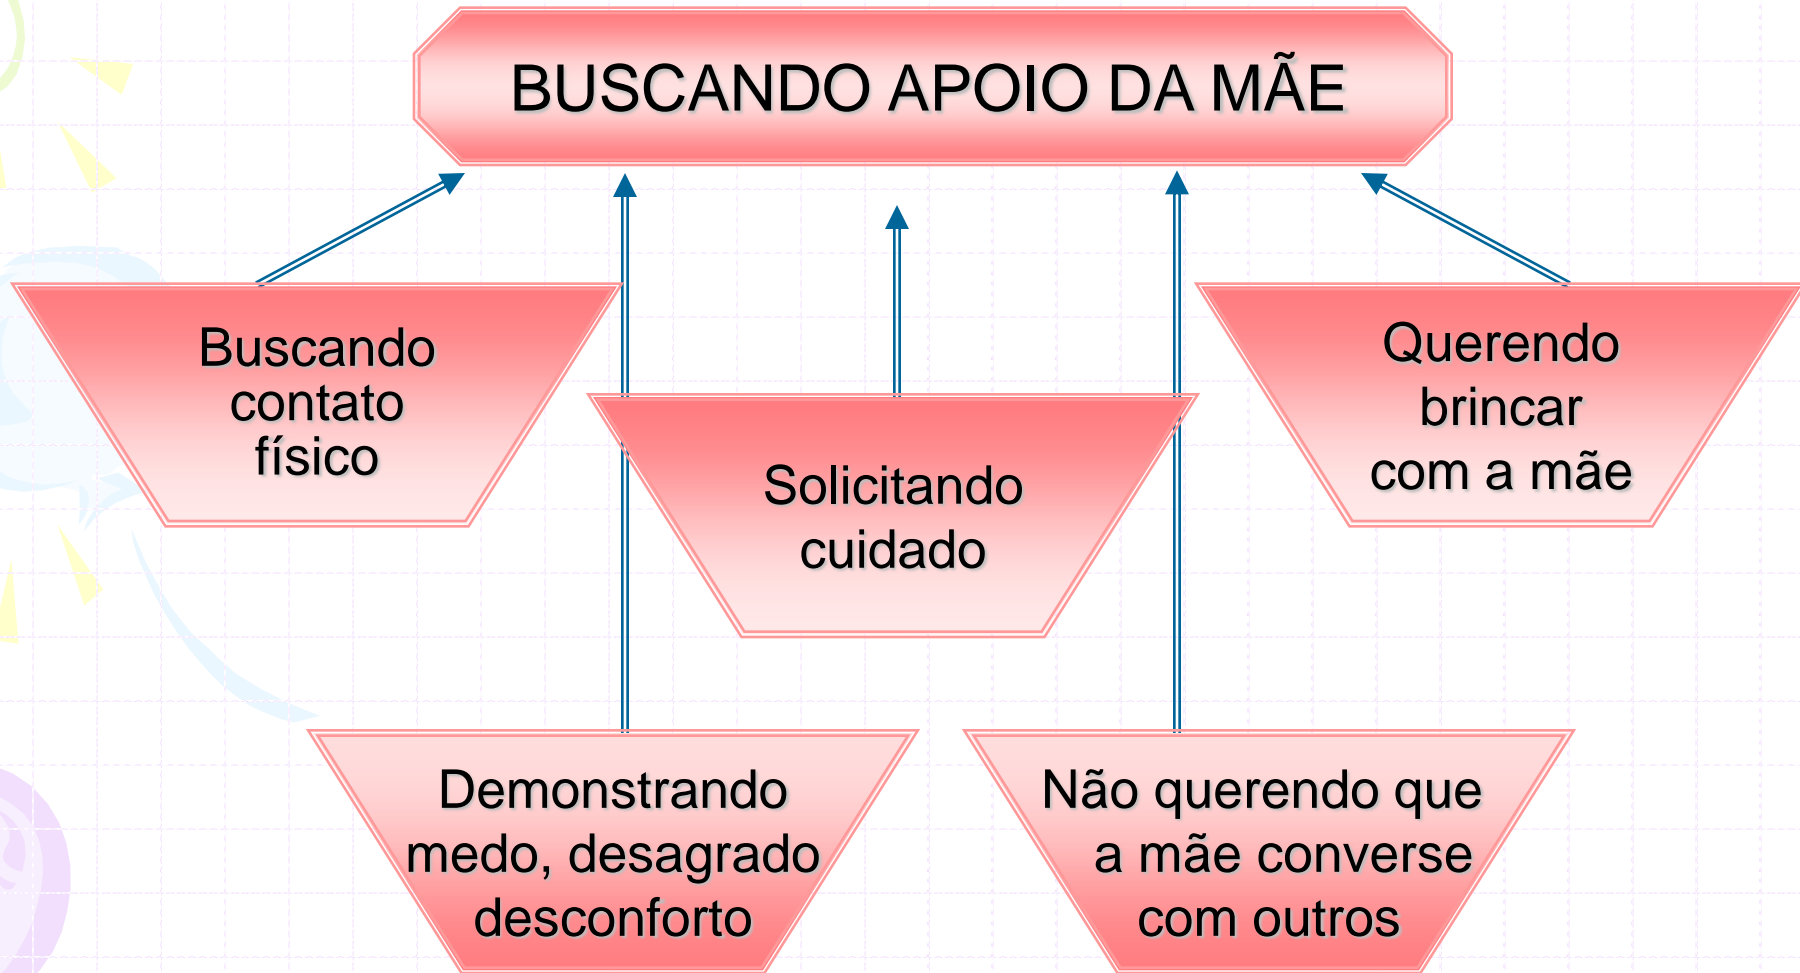 BUSCANDO APOIO DA MÃE
Buscando
contato
físico
Solicitando
cuidado
Querendo
brincar
com a mãe
Demonstrando
medo, desagrado
desconforto
Não querendo que
a mãe converse
com outros